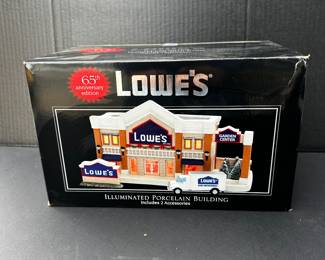 65th
anniversary
edition
LOWE'S
LOWE'S
GARDEN
CENTER
LOWE'S
LOWE'S
ILLUMINATED PORCELAIN BUILDING
Includes 2 Accessories